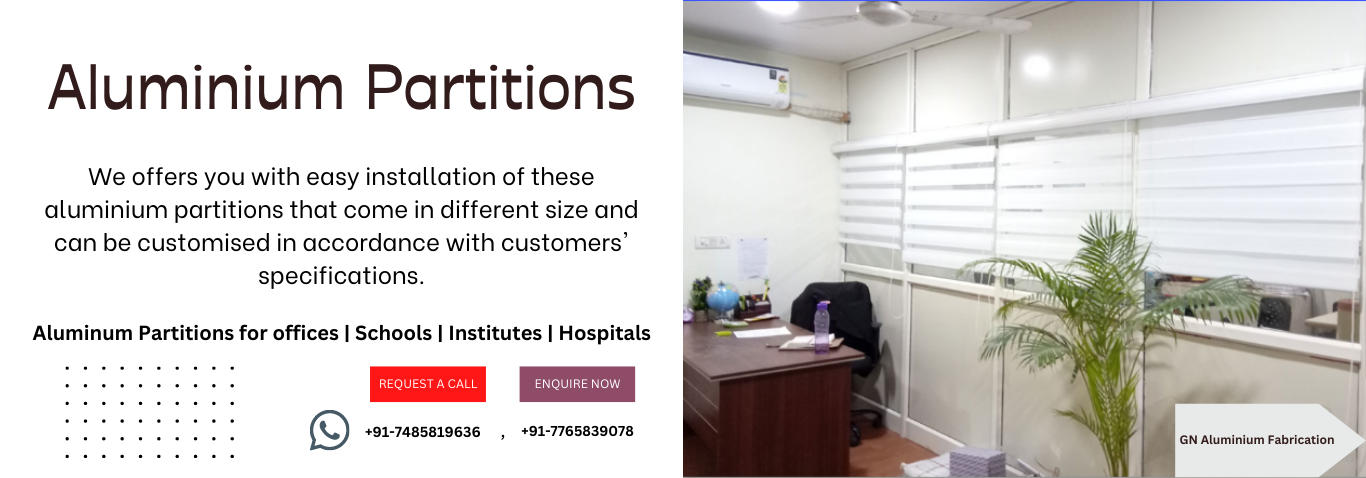 Aluminium Partitions
We offers you with easy installation of these
aluminium partitions that come in different size and
can be customised in accordance with customers'
specifications.
Aluminum Partitions for offices | Schools | Institutes | Hospitals
REQUEST A CALL
ENQUIRE NOW
+91-7485819636 , +91-7765839078
GN Aluminium Fabrication